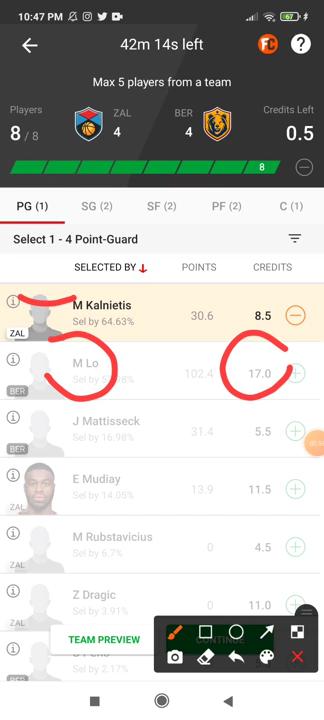 10:47 PM
67
42m 14s left
FC
?
Max 5 players from a team
Players
8 / 8
ZAL
4
BER
4
Credits Left
0.5
8
PG (1)
SG (2)
SF (2)
PF (2)
C (1)
Select 1 - 4 Point-Guard
SELECTED BY
POINTS
CREDITS
M Kalnietis
Sel by 64.63%
30.6
8.5
ZAL
M Lo
102.4
17.0
BER
J Mattisseck
Sel by 16.98%
31.4
5.5
BER
E Mudiay
Sel by 14.05%
13.9
11.5
ZAL
M Rubstavicius
Sel by 6.7%
0
4.5
ZAL
Z Dragic
Sel by 3.91%
0
11.0
ZAL
TEAM PREVIEW
CONTINUE
Sel by 2.17%
BER